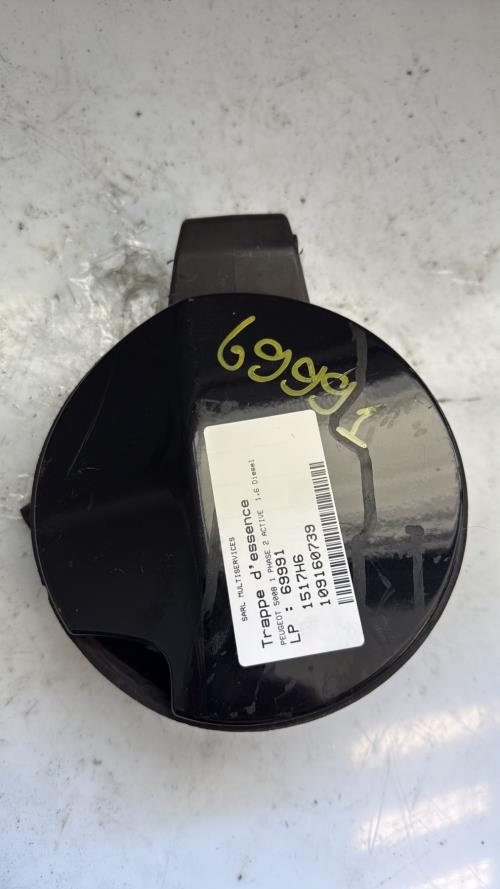 69991
SARL MULTISERVICES
Trappe d'essence
PEUGEOT 5008 1 PHASE 2 ACTIVE 1.6 Diesel
LP : 69991
1517H6
109160739